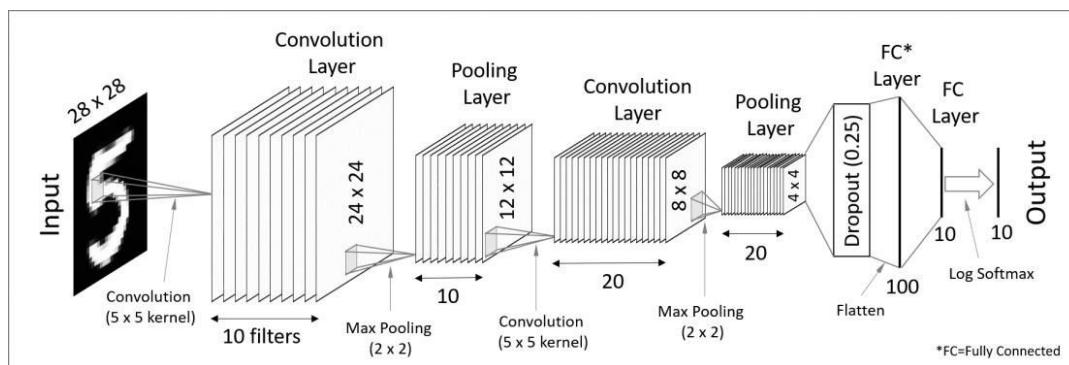 28 x 28
Input
Convolution
(5 x 5 kernel)
Convolution
Layer
24 x 24
10 filters
Max Pooling
(2 x 2)
Pooling
Layer
12 x 12
10
Convolution
(5 x 5 kernel)
Convolution
Layer
8 x 8
20
Max Pooling
(2 x 2)
Pooling
Layer
4 x 4
20
Dropout (0.25)
Flatten
FC*
Layer
100
FC
Layer
10
Log Softmax
10
Output
*FC=Fully Connected